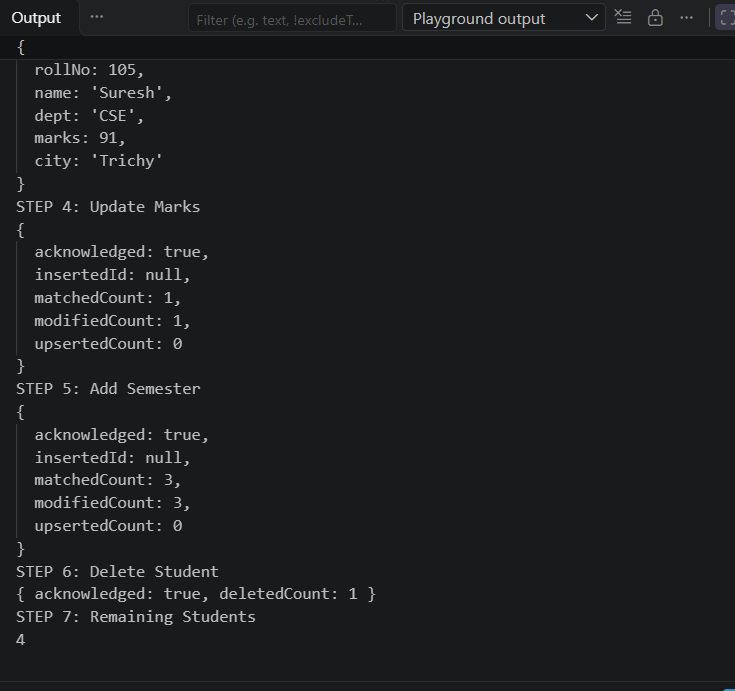 Output
Filter (e.g. text, !excludeT...
Playground output
{
rollNo: 105,
name: 'Suresh',
dept: 'CSE',
marks: 91,
city: 'Trichy'
}
STEP 4: Update Marks
{
acknowledged: true,
insertedId: null,
matchedCount: 1,
modifiedCount: 1,
upsertedCount: 0
}
STEP 5: Add Semester
{
acknowledged: true,
insertedId: null,
matchedCount: 3,
modifiedCount: 3,
upsertedCount: 0
}
STEP 6: Delete Student
{ acknowledged: true, deletedCount: 1 }
STEP 7: Remaining Students
4